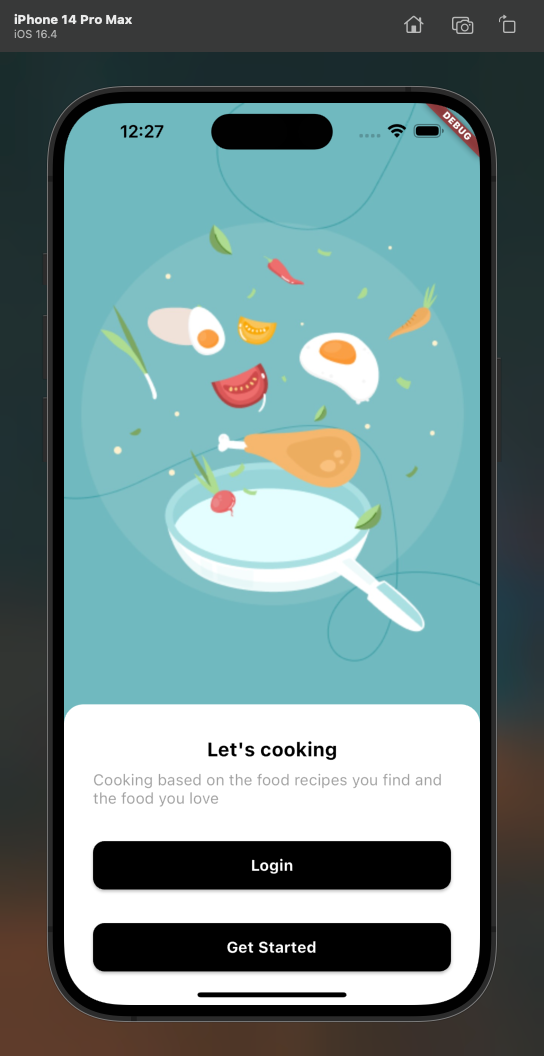 iPhone 14 Pro Max
iOS 16.4
12:27
DEBUG
Let's cooking
Cooking based on the food recipes you find and
the food you love
Login
Get Started